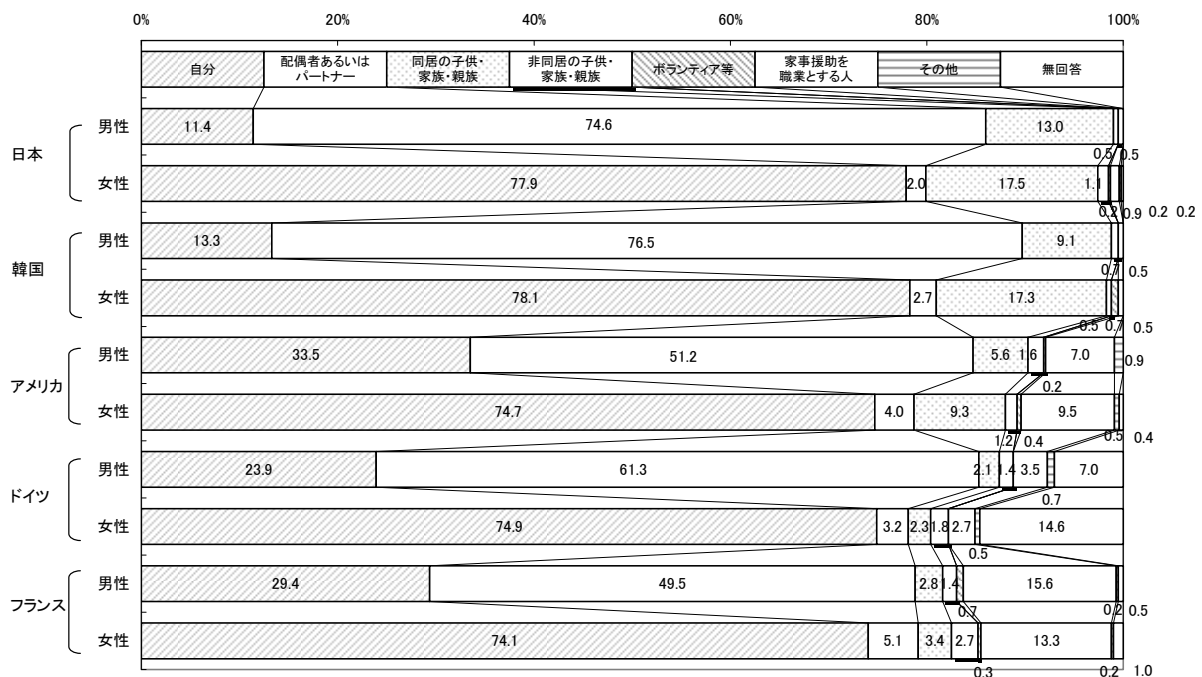 0% 20% 40% 60% 80% 100%
自分
配偶者あるいは
パートナー
同居の子供・
家族・親族
非同居の子供・
家族・親族
ボランティア等
家事援助を
職業とする人
その他
無回答
日本
男性 11.4 74.6 13.0
0.5 0.5
女性 77.9 2.0 17.5 1.1
0.2 0.9 0.2 0.2
韓国
男性 13.3 76.5 9.1
0.7 0.5
女性 78.1 2.7 17.3
0.5 0.7 0.5
アメリカ
男性 33.5 51.2 5.6 1.6 7.0 0.9
0.2
女性 74.7 4.0 9.3 9.5
1.2 0.4 0.5 0.4
ドイツ
男性 23.9 61.3 2.1 1.4 3.5 7.0
0.7
女性 74.9 3.2 2.3 1.8 2.7 14.6
0.5
フランス
男性 29.4 49.5 2.8 1.4 15.6
0.7 0.2 0.5
女性 74.1 5.1 3.4 2.7 13.3
0.3 0.2 1.0